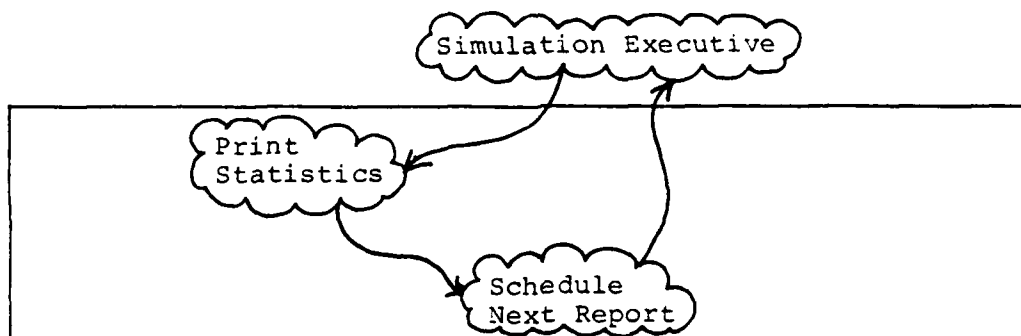 Simulation Executive
Print
Statistics
Schedule
Next Report